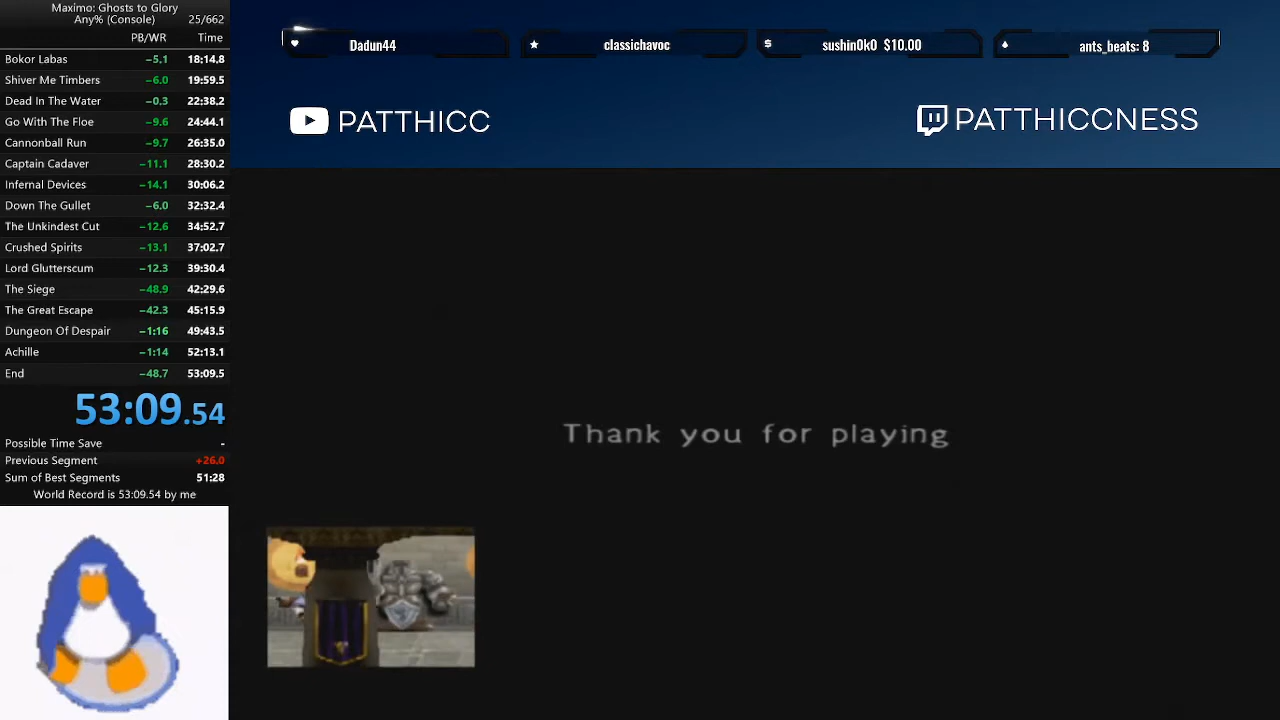 Maximo: Ghosts to Glory
Any% (Console) 25/662
PB/WR Time
Bokor Labas −5.1 18:14.8
Shiver Me Timbers −6.0 19:59.5
Dead In The Water −0.3 22:38.2
Go With The Floe −9.6 24:44.1
Cannonball Run −9.7 26:35.0
Captain Cadaver −11.1 28:30.2
Infernal Devices −14.1 30:06.2
Down The Gullet −6.0 32:32.4
The Unkindest Cut −12.6 34:52.7
Crushed Spirits −13.1 37:02.7
Lord Glutterscum −12.3 39:30.4
The Siege −48.9 42:29.6
The Great Escape −42.3 45:15.9
Dungeon Of Despair −1:16 49:43.5
Achille −1:14 52:13.1
End −48.7 53:09.5
53:09.54
Possible Time Save -
Previous Segment +26.0
Sum of Best Segments 51:28
World Record is 53:09.54 by me
Dadun44 classichavoc sushin0k0 $10.00 ants_beats: 8
PATTHICC PATTHICCNESS
Thank you for playing